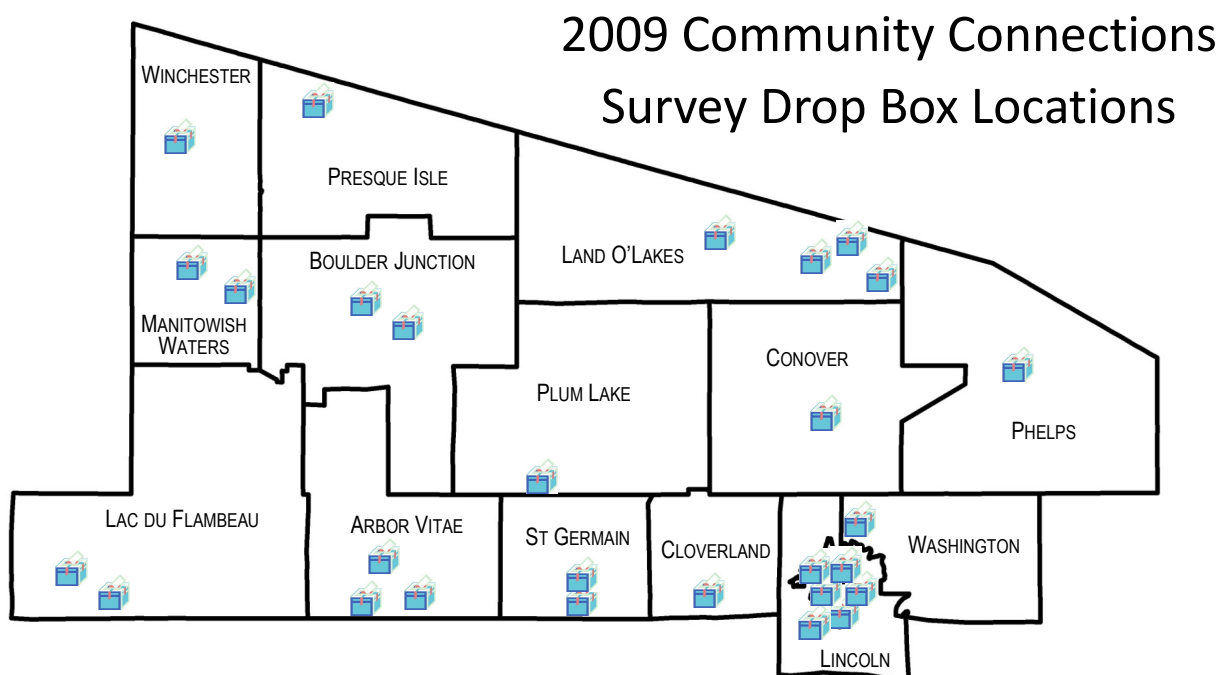 2009 Community Connections
Survey Drop Box Locations
WINCHESTER
PRESQUE ISLE
LAND O'LAKES
BOULDER JUNCTION
MANITOWISH
WATERS
CONOVER
PLUM LAKE
PHELPS
LAC DU FLAMBEAU
ARBOR VITAE
ST GERMAIN
CLOVERLAND
WASHINGTON
LINCOLN